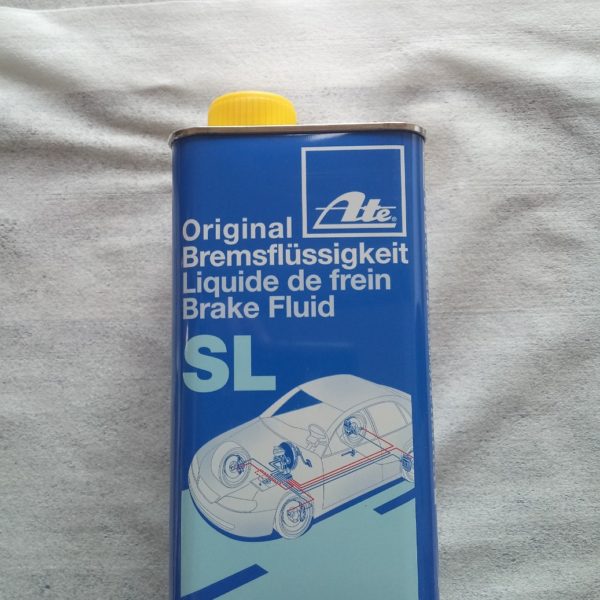 Ate®
Original
Bremsflüssigkeit
Liquide de frein
Brake Fluid
SL